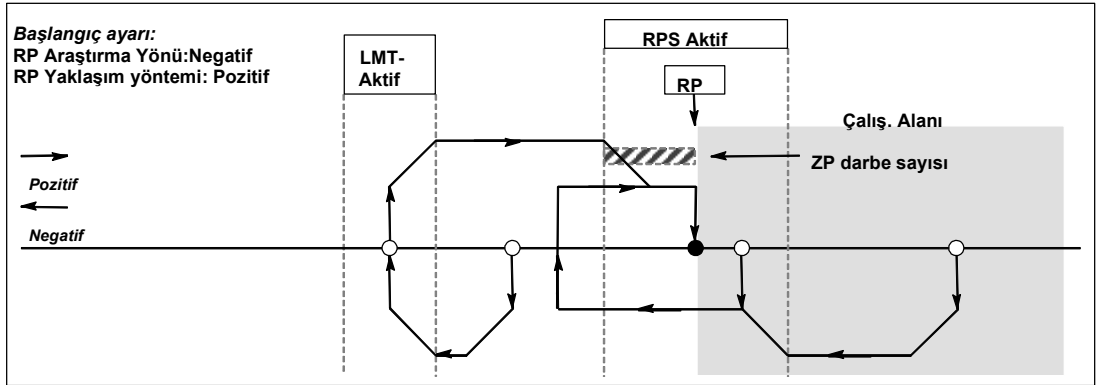 Başlangıç ayarı:
RP Araştırma Yönü:Negatif
RP Yaklaşım yöntemi: Pozitif
LMT-
Aktif
RPS Aktif
RP
Çalış. Alanı
ZP darbe sayısı
Pozitif
Negatif